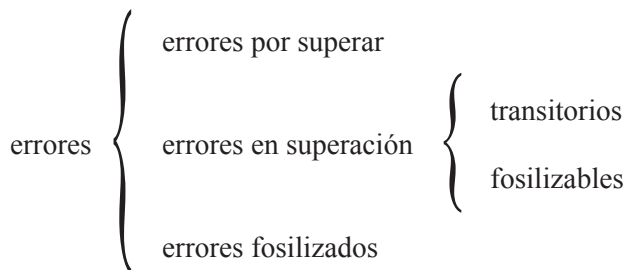 errores por superar
transitorios
errores
errores en superación
fosilizables
errores fosilizados